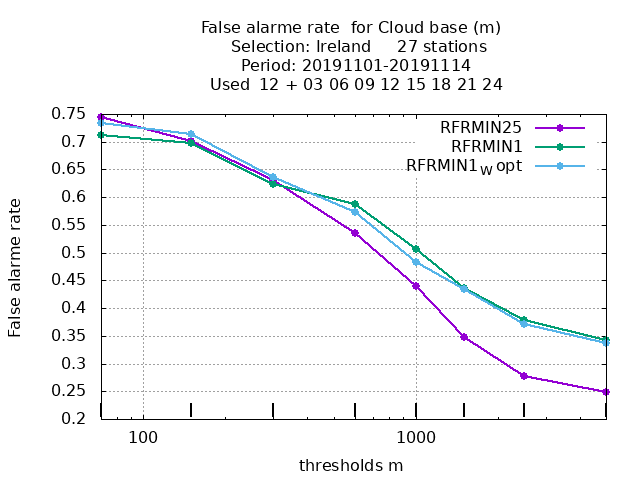 False alarme rate  for Cloud base (m)
Selection: Ireland     27 stations
Period: 20191101-20191114
Used  12 + 03 06 09 12 15 18 21 24
RFRMIN25
RFRMIN1
RFRMIN1W opt
False alarme rate
0.75
0.7
0.65
0.6
0.55
0.5
0.45
0.4
0.35
0.3
0.25
0.2
100
1000
thresholds m